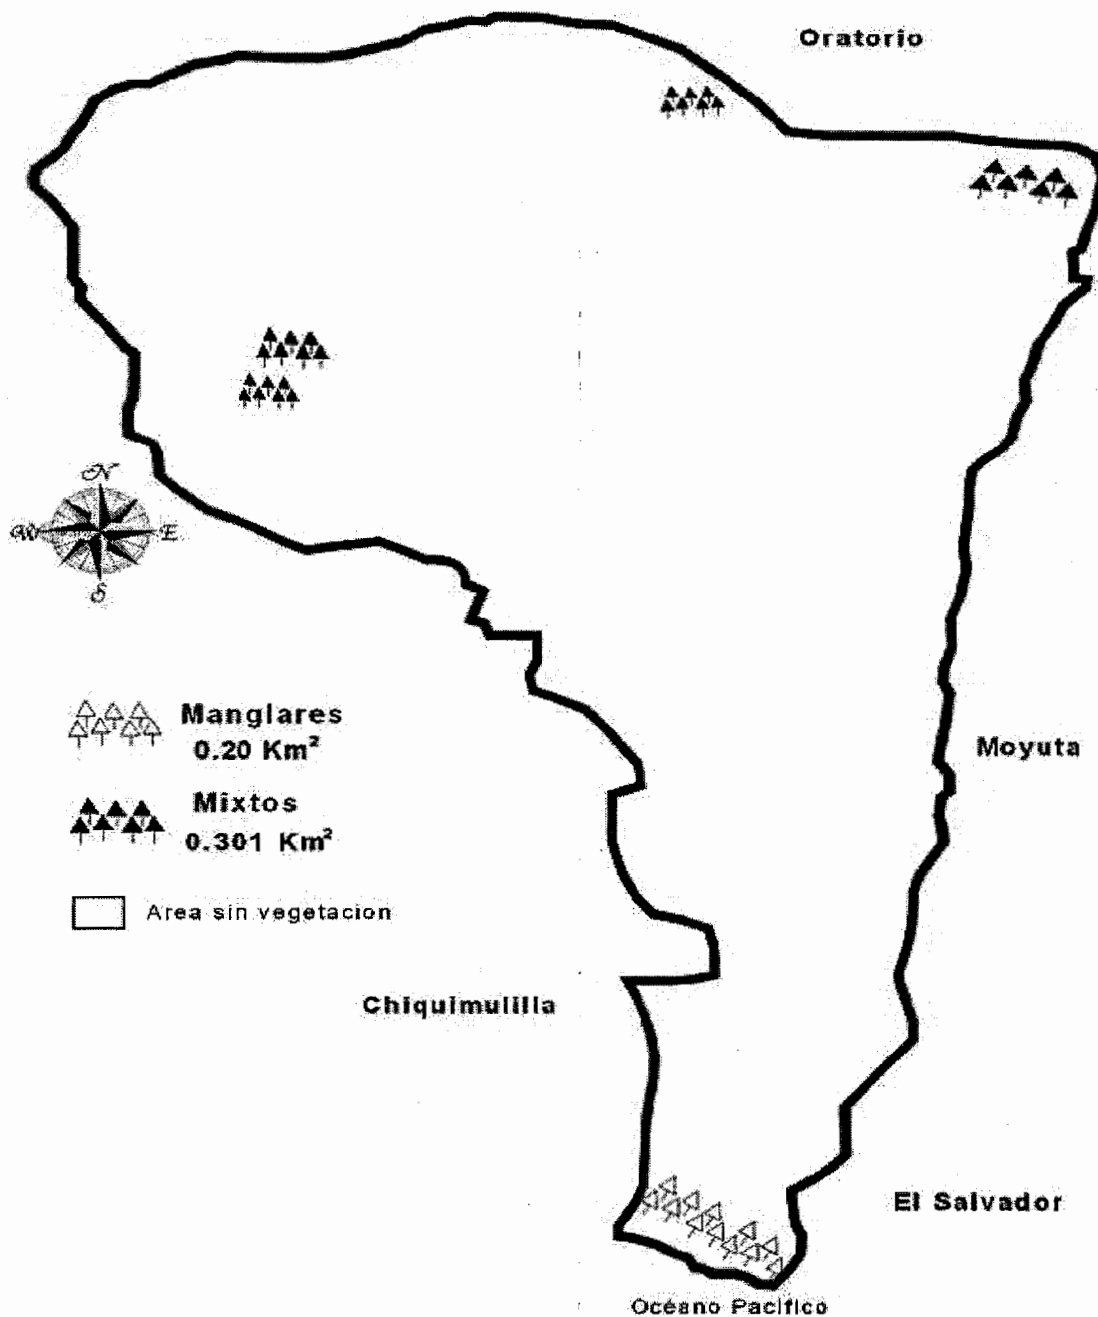 Oratorio
N
W
E
S
Manglares
0.20 Km²
Mixtos
0.301 Km²
Moyuta
Area sin vegetacion
Chiquimulilla
El Salvador
Océano Pacifico